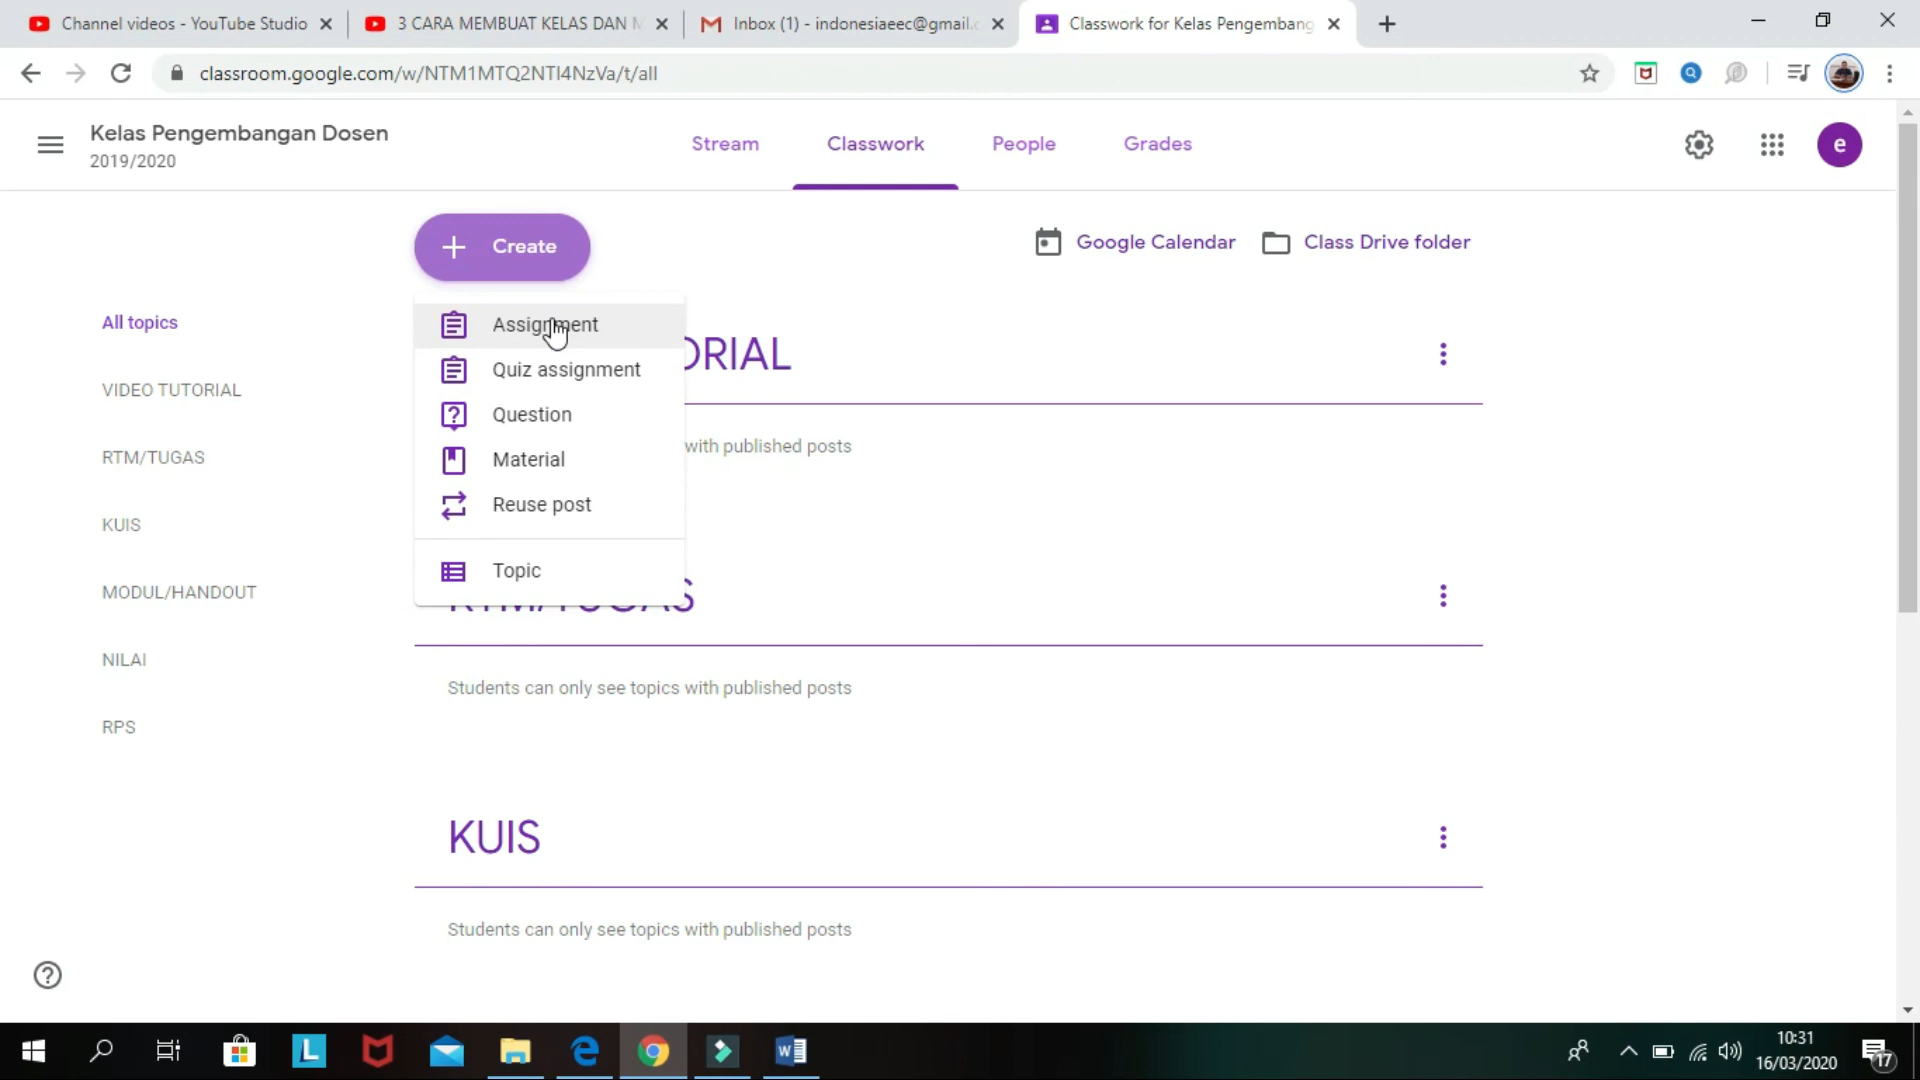 Channel videos - YouTube Studio
3 CARA MEMBUAT KELAS DAN
Inbox (1) - indonesiaeec@gmail.
Classwork for Kelas Pengembang
classroom.google.com/w/NTM1MTQ2NTI4NzVa/t/all
Kelas Pengembangan Dosen
2019/2020
Stream
Classwork
People
Grades
e
Create
Google Calendar
Class Drive folder
All topics
VIDEO TUTORIAL
RTM/TUGAS
KUIS
MODUL/HANDOUT
NILAI
RPS
Assignment
Quiz assignment
Question
Material
Reuse post
Topic
ORIAL
with published posts
RTM/TUGAS
Students can only see topics with published posts
KUIS
Students can only see topics with published posts
10:31
16/03/2020
17